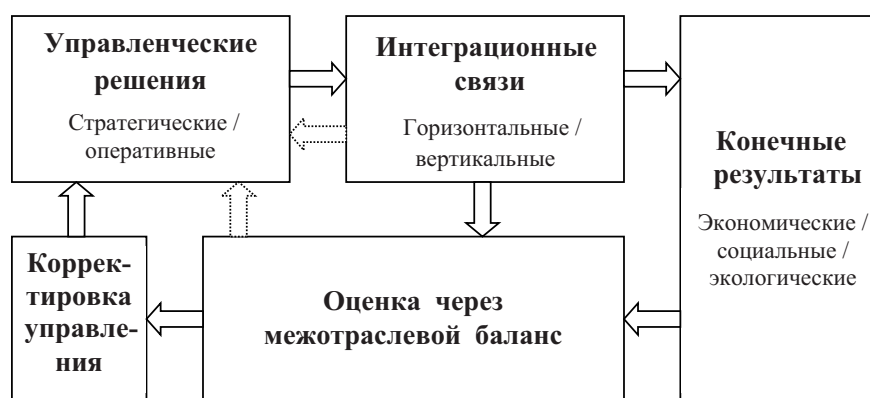 Управленческие
решения
Стратегические /
оперативные
Интеграционные
связи
Горизонтальные /
вертикальные
Конечные
результаты
Экономические /
социальные /
экологические
Коррек-
тировка
управле-
ния
Оценка через
межотраслевой баланс